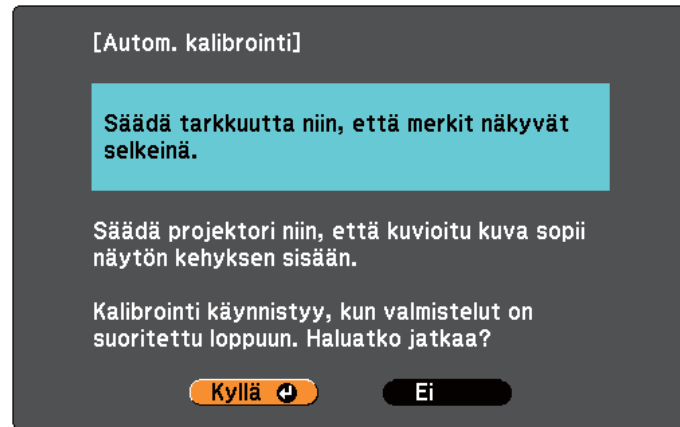 [Autom. kalibrointi]
Säädä tarkkuutta niin, että merkit näkyvät
selkeinä.
Säädä projektori niin, että kuvioitu kuva sopii
näytön kehyksen sisään.
Kalibrointi käynnistyy, kun valmistelut on
suoritettu loppuun. Haluatko jatkaa?
Kyllä Ei